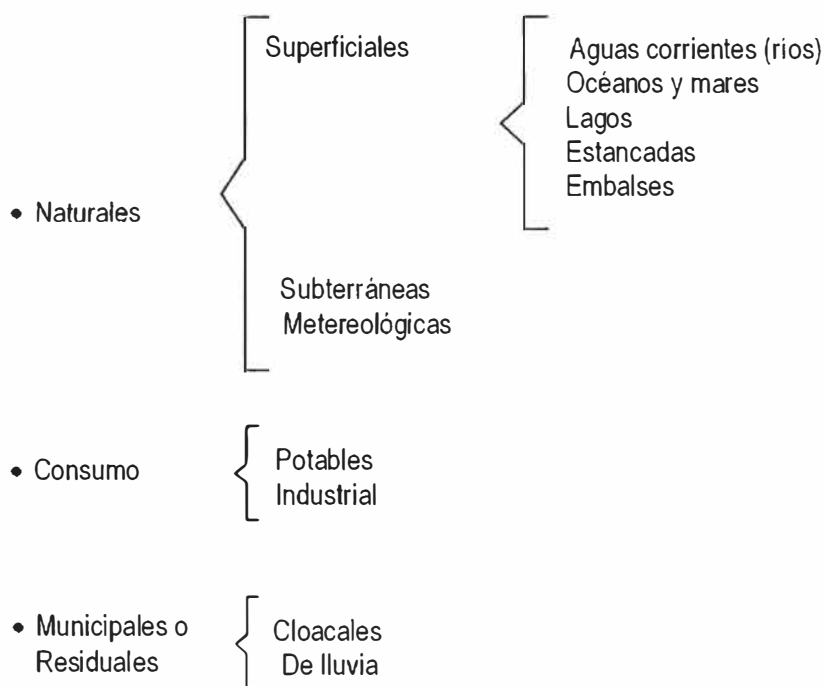 • Naturales
Superficiales
Aguas corrientes (ríos)
Océanos y mares
Lagos
Estancadas
Embalses
Subterráneas
Metereológicas
• Consumo
Potables
Industrial
• Municipales o
Residuales
Cloacales
De lluvia